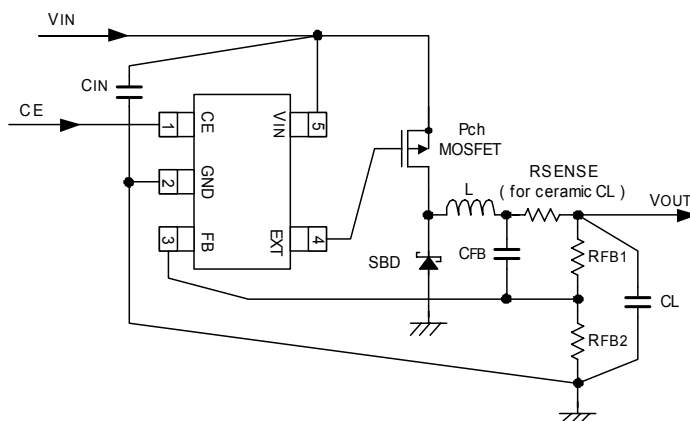 VIN
CIN
CE
1
CE
VIN
5
2
GND
3
FB
EXT
4
Pch
MOSFET
RSENSE
( for ceramic CL )
L
VOUT
SBD
CFB
RFB1
CL
RFB2